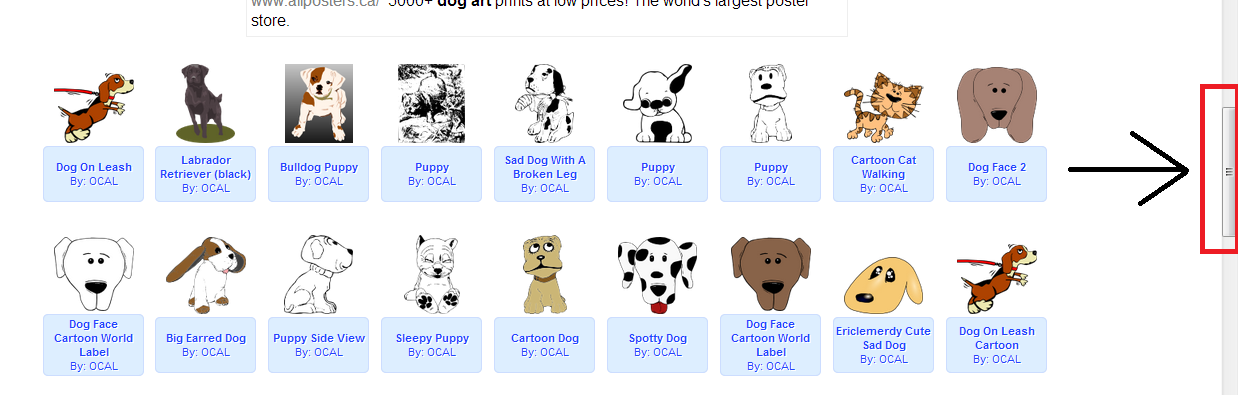 www.allposters.ca/ 5000+ dog art prints at low prices! The world's largest poster
store.
Dog On Leash
By: OCAL
Labrador
Retriever (black)
By: OCAL
Bulldog Puppy
By: OCAL
Puppy
By: OCAL
Sad Dog With A
Broken Leg
By: OCAL
Puppy
By: OCAL
Puppy
By: OCAL
Cartoon Cat
Walking
By: OCAL
Dog Face 2
By: OCAL
Dog Face
Cartoon World
Label
By: OCAL
Big Earred Dog
By: OCAL
Puppy Side View
By: OCAL
Sleepy Puppy
By: OCAL
Cartoon Dog
By: OCAL
Spotty Dog
By: OCAL
Dog Face
Cartoon World
Label
By: OCAL
Ericlemerdy Cute
Sad Dog
By: OCAL
Dog On Leash
Cartoon
By: OCAL